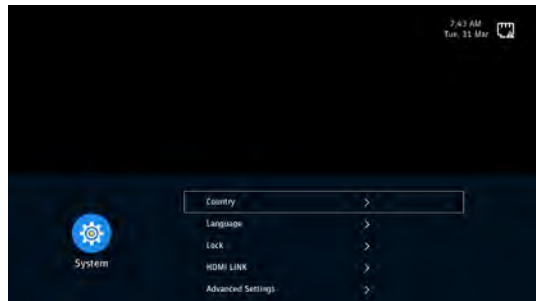 7:43 AM
Tue, 31 Mar
Country
Language
Lock
System
HDMI LINK
Advanced Settings